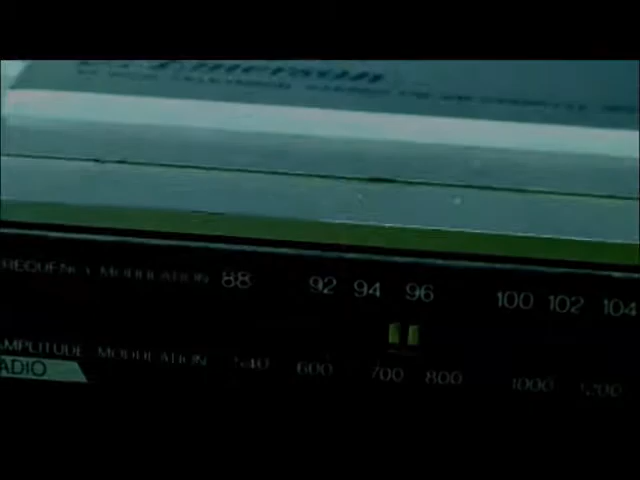 Emerson
FREQUENCY MODULATION 88 92 94 96 100 102 104
AMPLITUDE MODULATION 540 600 700 800 1000 1200
RADIO